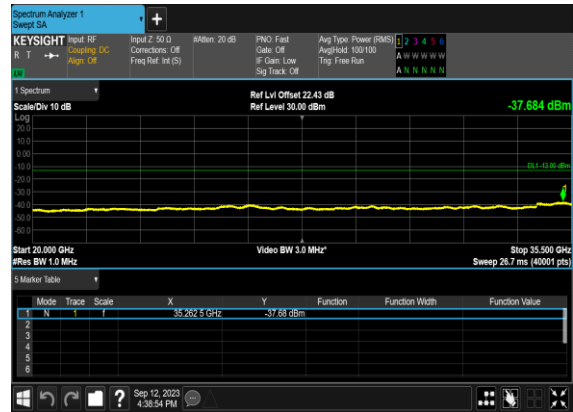 Spectrum Analyzer 1
Swept SA
+
KEYSIGHT
R T
LXI
Input: RF
Coupling: DC
Align: Off
Input Z: 50 Ω
Corrections: Off
Freq Ref: Int (S)
#Atten: 20 dB
PNO: Fast
Gate: Off
IF Gain: Low
Sig Track: Off
Avg Type: Power (RMS)
Avg|Hold: 100/100
Trig: Free Run
1 2 3 4 5 6
A W W W W W
A N N N N N
1 Spectrum
Scale/Div 10 dB
Ref Lvl Offset 22.43 dB
Ref Level 30.00 dBm
-37.684 dBm
Log
20.0
10.0
0.00
-10.0
-20.0
-30.0
-40.0
-50.0
-60.0
DL1 -13.00 dBm
1
Start 20.000 GHz
#Res BW 1.0 MHz
Video BW 3.0 MHz*
Stop 35.500 GHz
Sweep 26.7 ms (40001 pts)
5 Marker Table
Mode Trace Scale X Y Function Function Width Function Value
1 N 1 f 35.262 5 GHz -37.68 dBm
2
3
4
5
6
?
Sep 12, 2023
4:38:54 PM